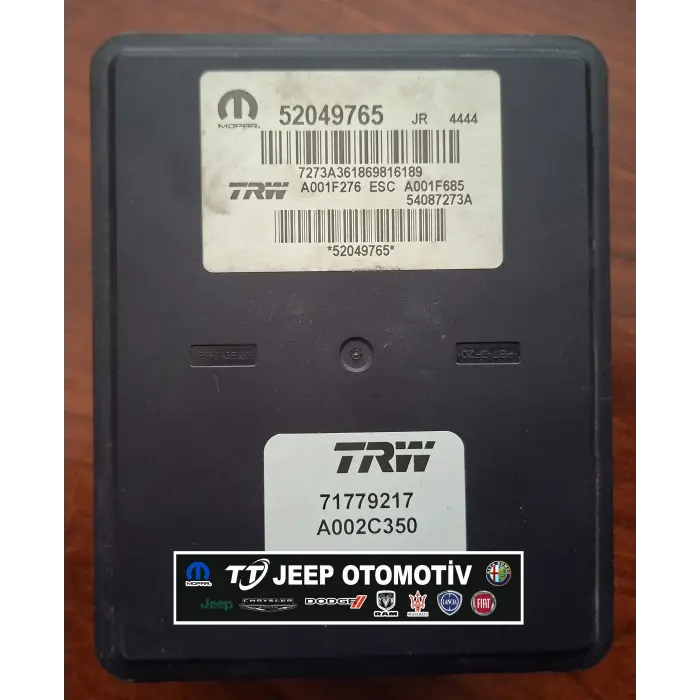 52049765 JR 4444
MOPAR
7273A361869816189
TRW A001F276 ESC A001F685
54087273A
*52049765*
TRW
71779217
A002C350
TJ JEEP OTOMOTİV
MOPAR
Jeep CHRYSLER DODGE RAM MASERATI LANCIA FIAT